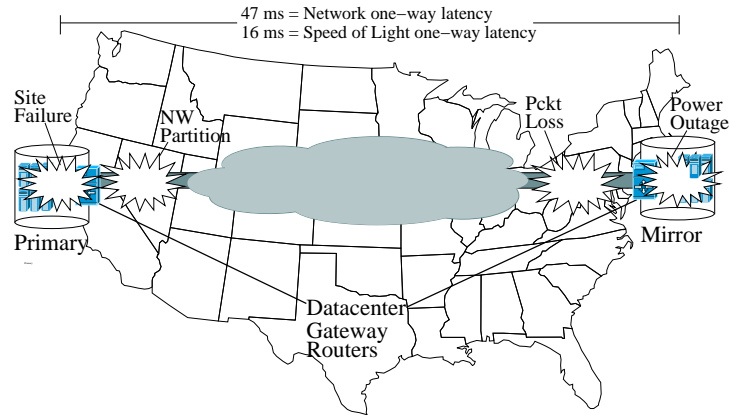 47 ms = Network one−way latency
16 ms = Speed of Light one−way latency
Site
Failure
NW
Partition
Pckt
Loss
Power
Outage
Primary
Mirror
Datacenter
Gateway
Routers